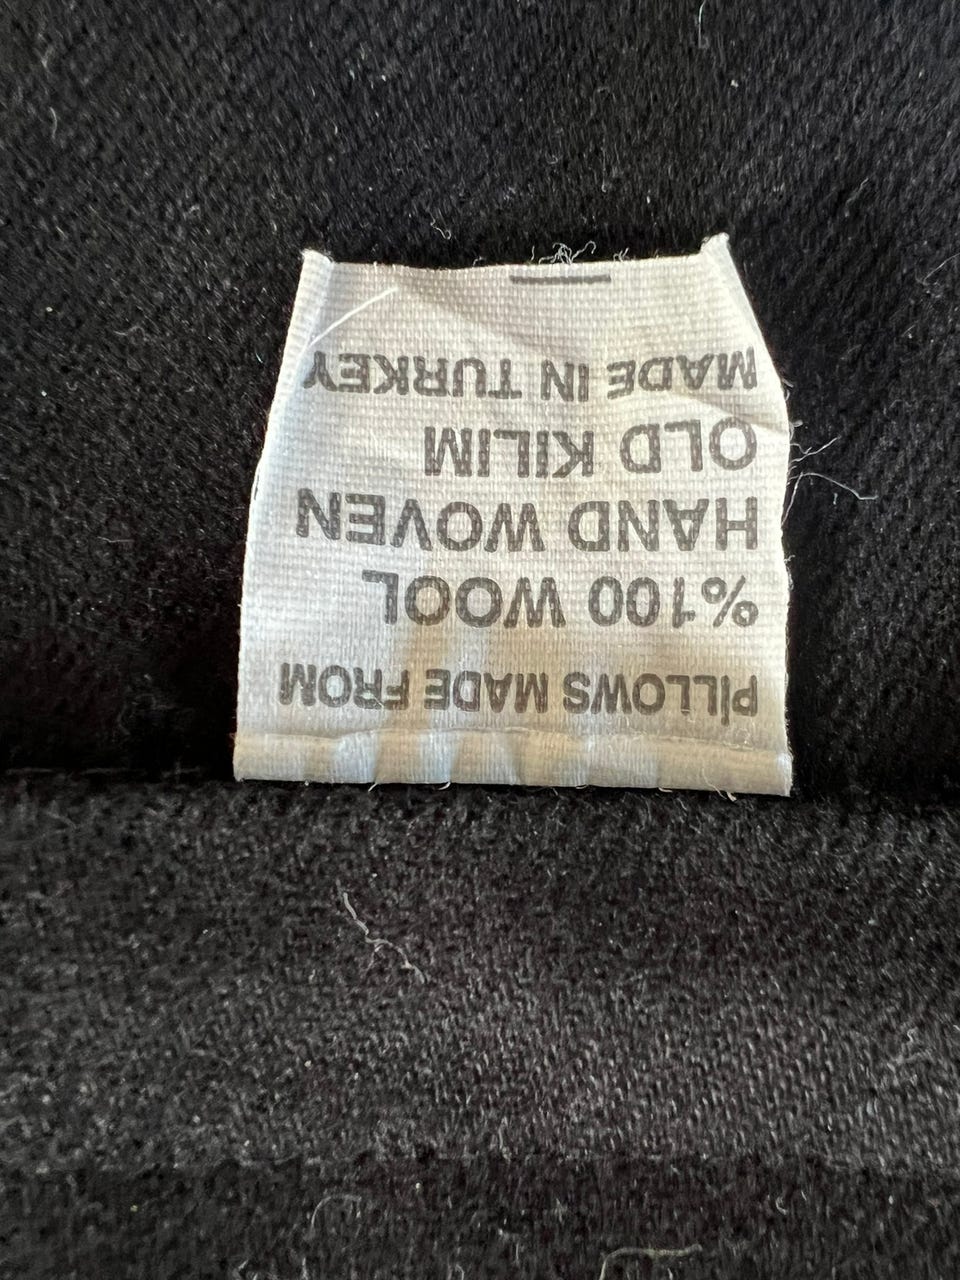 PiLLOWS MADE FROM
%100 WOOL
HAND WOVEN
OLD KILIM
MADE IN TURKEY